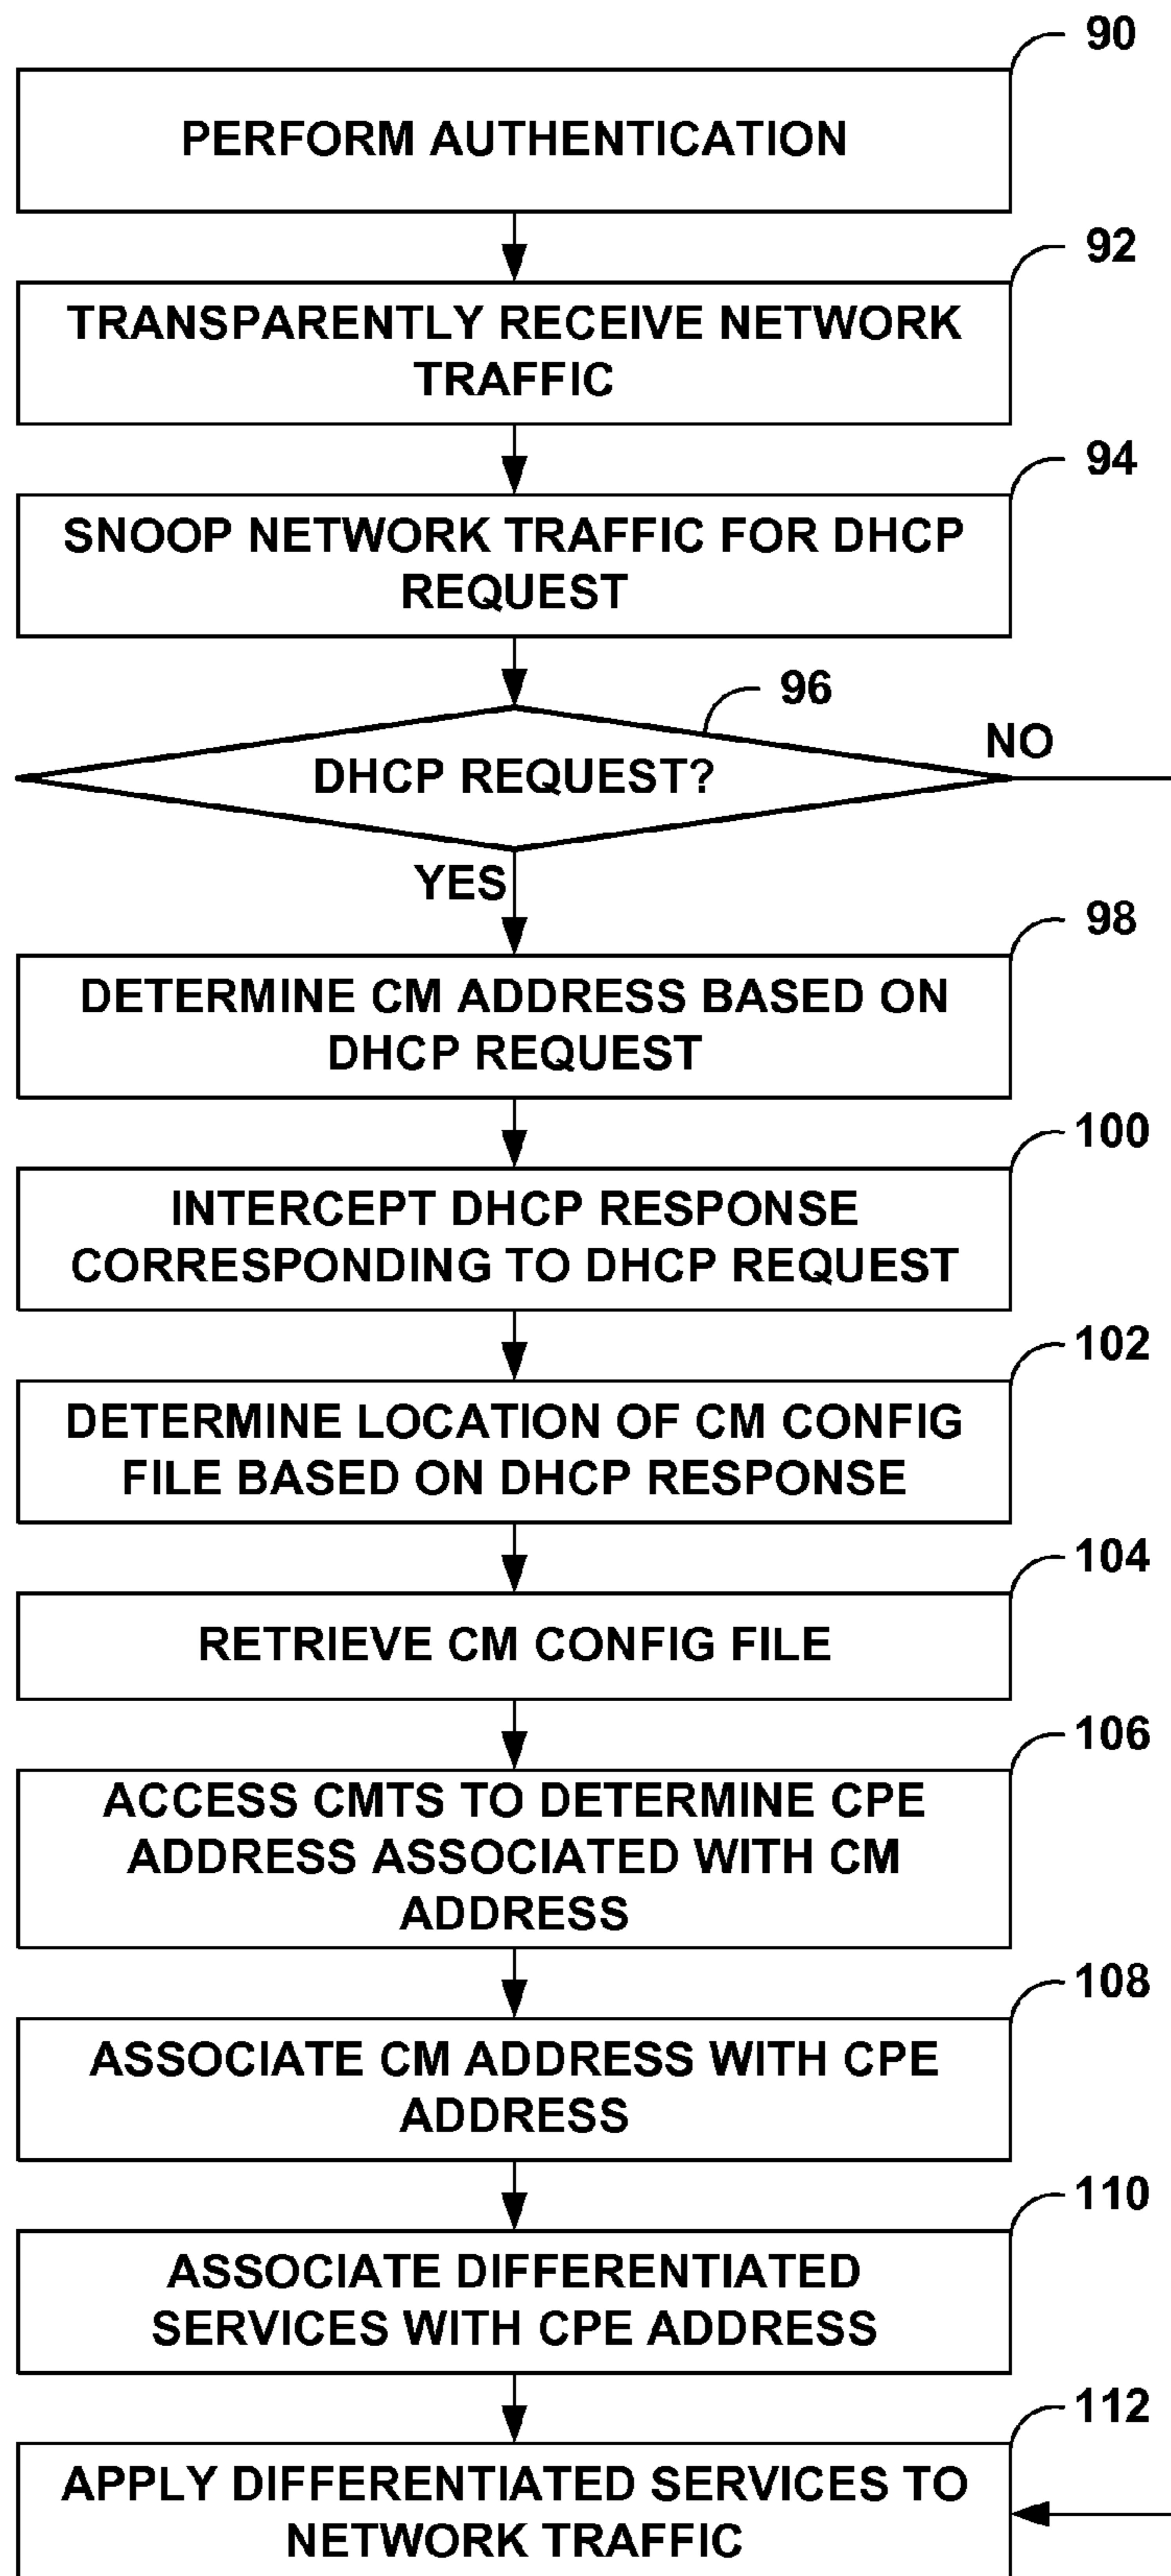 90
PERFORM AUTHENTICATION
92
TRANSPARENTLY RECEIVE NETWORK
TRAFFIC
94
SNOOP NETWORK TRAFFIC FOR DHCP
REQUEST
96
NO
DHCP REQUEST?
YES
98
DETERMINE CM ADDRESS BASED ON
DHCP REQUEST
100
INTERCEPT DHCP RESPONSE
CORRESPONDING TO DHCP REQUEST
102
DETERMINE LOCATION OF CM CONFIG
FILE BASED ON DHCP RESPONSE
104
RETRIEVE CM CONFIG FILE
106
ACCESS CMTS TO DETERMINE CPE
ADDRESS ASSOCIATED WITH CM
ADDRESS
108
ASSOCIATE CM ADDRESS WITH CPE
ADDRESS
110
ASSOCIATE DIFFERENTIATED
SERVICES WITH CPE ADDRESS
112
APPLY DIFFERENTIATED SERVICES TO
NETWORK TRAFFIC